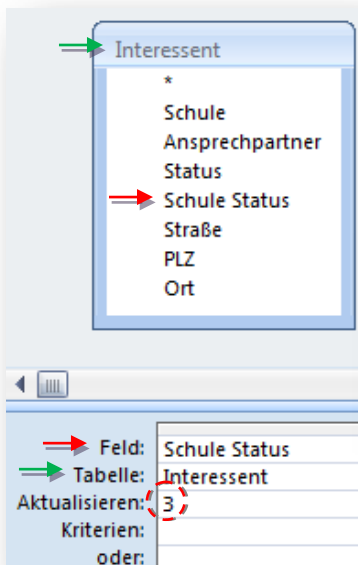 Interessent
*
Schule
Ansprechpartner
Status
Schule Status
Straße
PLZ
Ort
Feld: Schule Status
Tabelle: Interessent
Aktualisieren: 3
Kriterien:
oder: